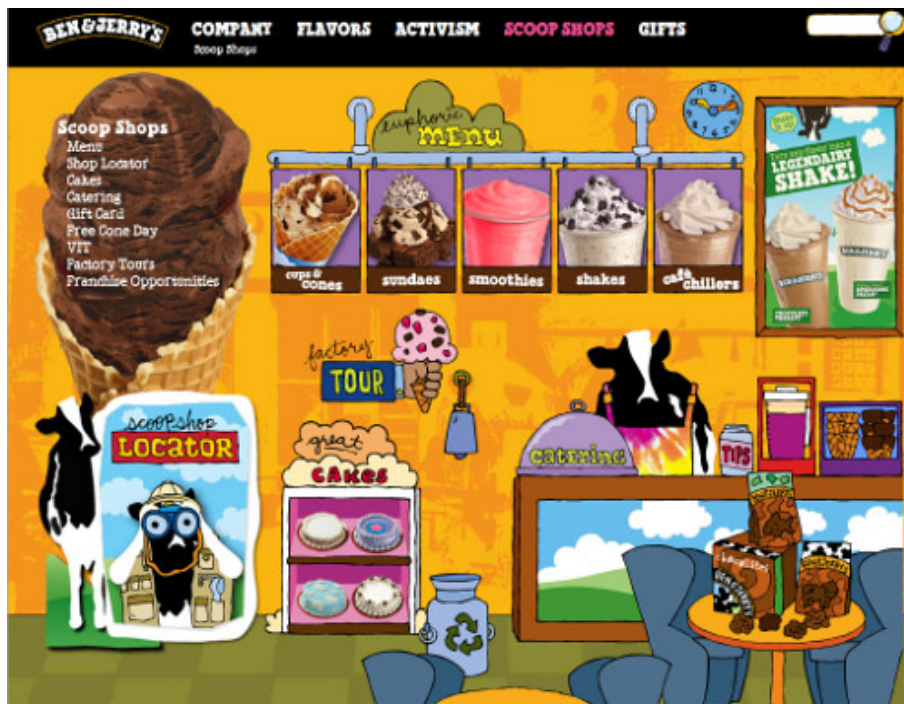 BEN & JERRY'S
COMPANY FLAVORS ACTIVISM SCOOP SHOPS GIFTS
Scoop Shops
Scoop Shops
Menu
Shop Locator
Cakes
Catering
Gift Card
Free Cone Day
VIT
Factory Tours
Franchise Opportunities
euphoric
MENU
cups &
cones
sundaes
smoothies
shakes
café
chillers
LEGENDAIRY
SHAKE!
factory
TOUR
scoop shop
LOCATOR
great
CAKES
catering
TIPS